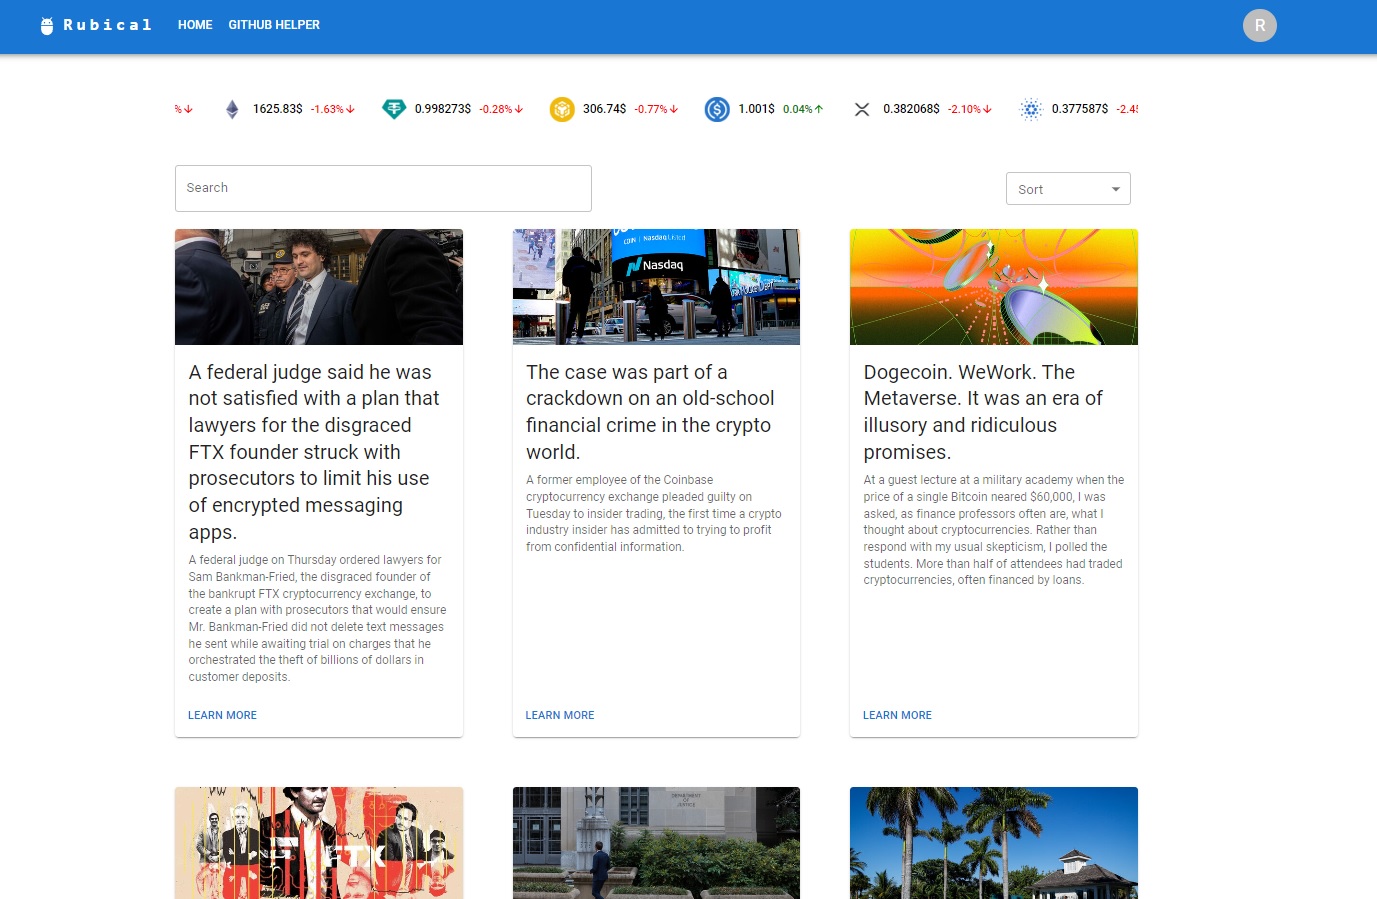 Rubical HOME GITHUB HELPER R
% 1625.83$ -1.63% 0.998273$ -0.28% 306.74$ -0.77% 1.001$ 0.04% 0.382068$ -2.10% 0.377587$ -2.45
Search
Sort
COIN | Nasdaq Listed
Nasdaq
A federal judge said he was
not satisfied with a plan that
lawyers for the disgraced
FTX founder struck with
prosecutors to limit his use
of encrypted messaging
apps.
A federal judge on Thursday ordered lawyers for
Sam Bankman-Fried, the disgraced founder of
the bankrupt FTX cryptocurrency exchange, to
create a plan with prosecutors that would ensure
Mr. Bankman-Fried did not delete text messages
he sent while awaiting trial on charges that he
orchestrated the theft of billions of dollars in
customer deposits.
LEARN MORE
The case was part of a
crackdown on an old-school
financial crime in the crypto
world.
A former employee of the Coinbase
cryptocurrency exchange pleaded guilty on
Tuesday to insider trading, the first time a crypto
industry insider has admitted to trying to profit
from confidential information.
LEARN MORE
Dogecoin. WeWork. The
Metaverse. It was an era of
illusory and ridiculous
promises.
At a guest lecture at a military academy when the
price of a single Bitcoin neared $60,000, I was
asked, as finance professors often are, what I
thought about cryptocurrencies. Rather than
respond with my usual skepticism, I polled the
students. More than half of attendees had traded
cryptocurrencies, often financed by loans.
LEARN MORE
FTX
DEPARTMENT
OF
JUSTICE